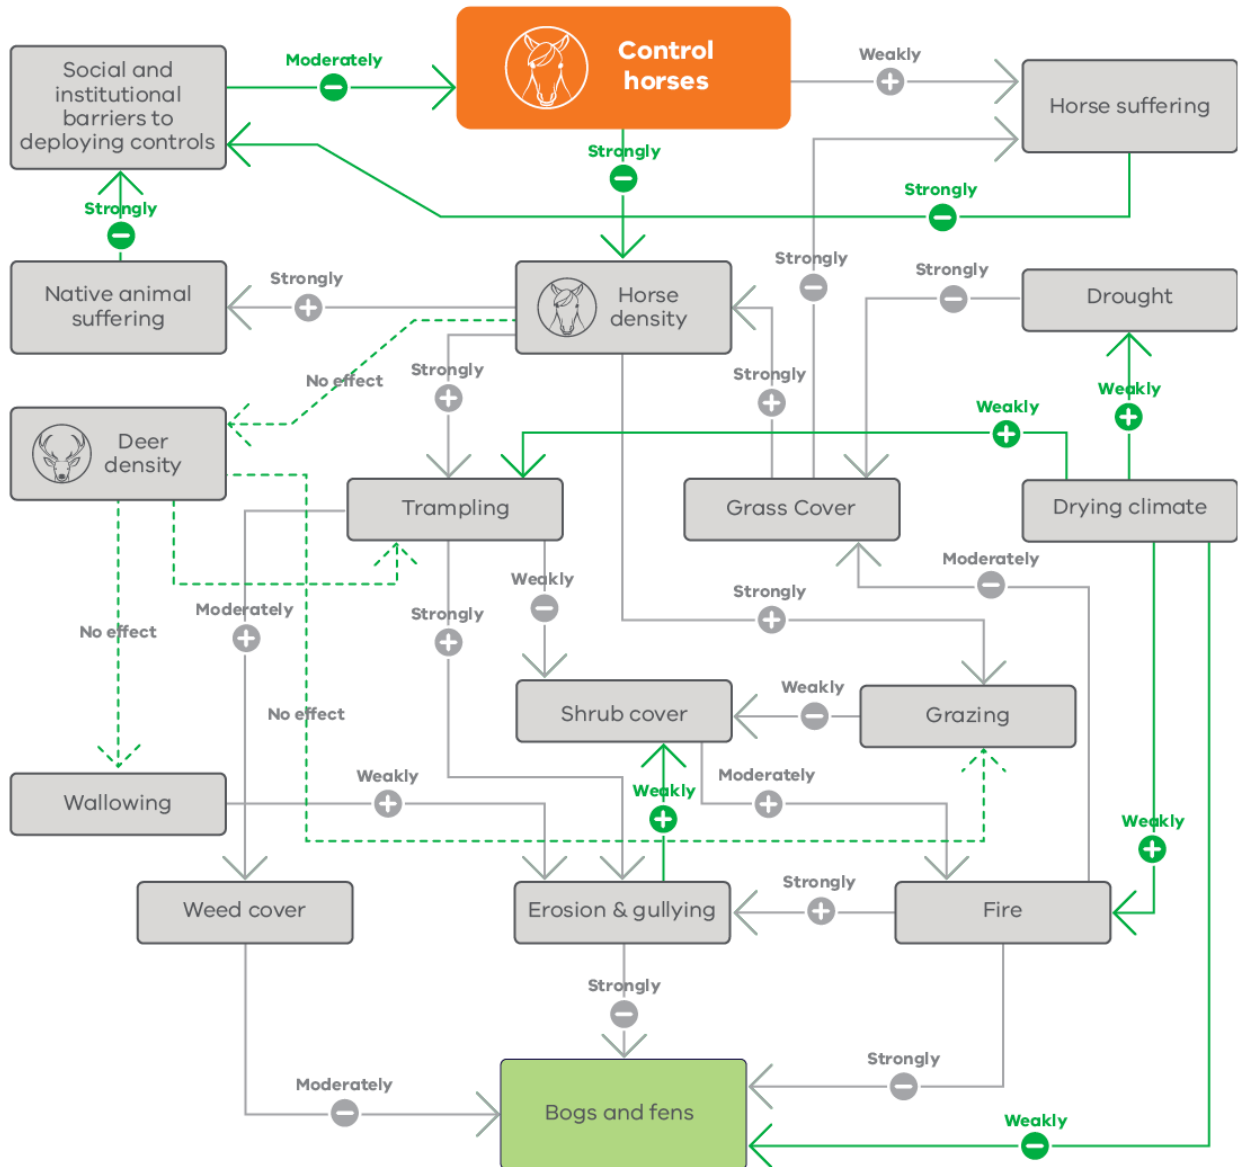 Control
horses
Social and
institutional
barriers to
deploying controls
Moderately
Weakly
Horse suffering
Strongly
Strongly
Strongly
Native animal
suffering
Strongly
Horse
density
Strongly
Strongly
Drought
No effect
Strongly
Strongly
Weakly
Weakly
Deer
density
Trampling
Grass Cover
Drying climate
Weakly
Moderately
Moderately
Strongly
Strongly
No effect
Shrub cover
Weakly
Grazing
No effect
Wallowing
Weakly
Weakly
Moderately
Weakly
Weed cover
Erosion & gullying
Strongly
Fire
Strongly
Moderately
Strongly
Bogs and fens
Weakly